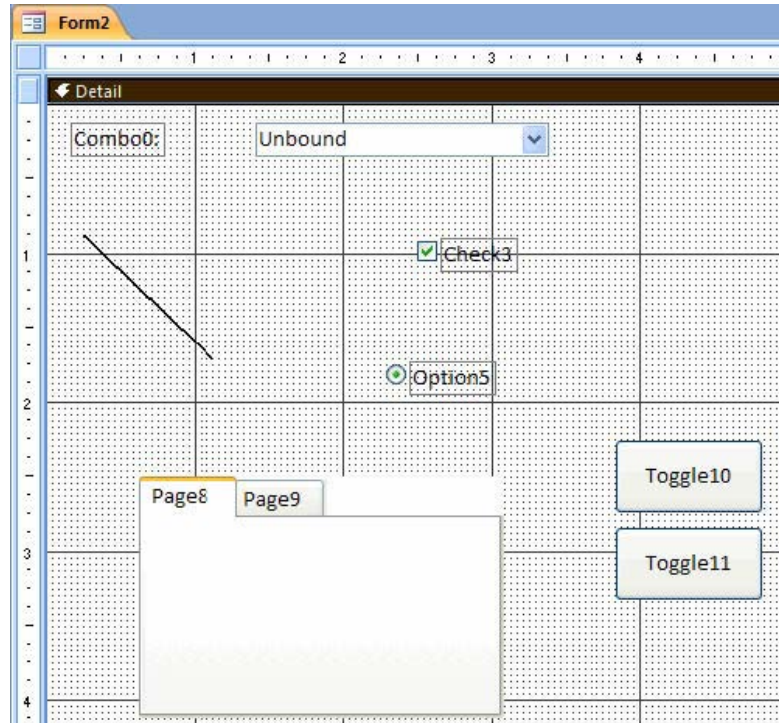 Form2
1 2 3 4
Detail
Combo0: Unbound
1
Check3
Option5
2
Toggle10
Page8 Page9
3
Toggle11
4